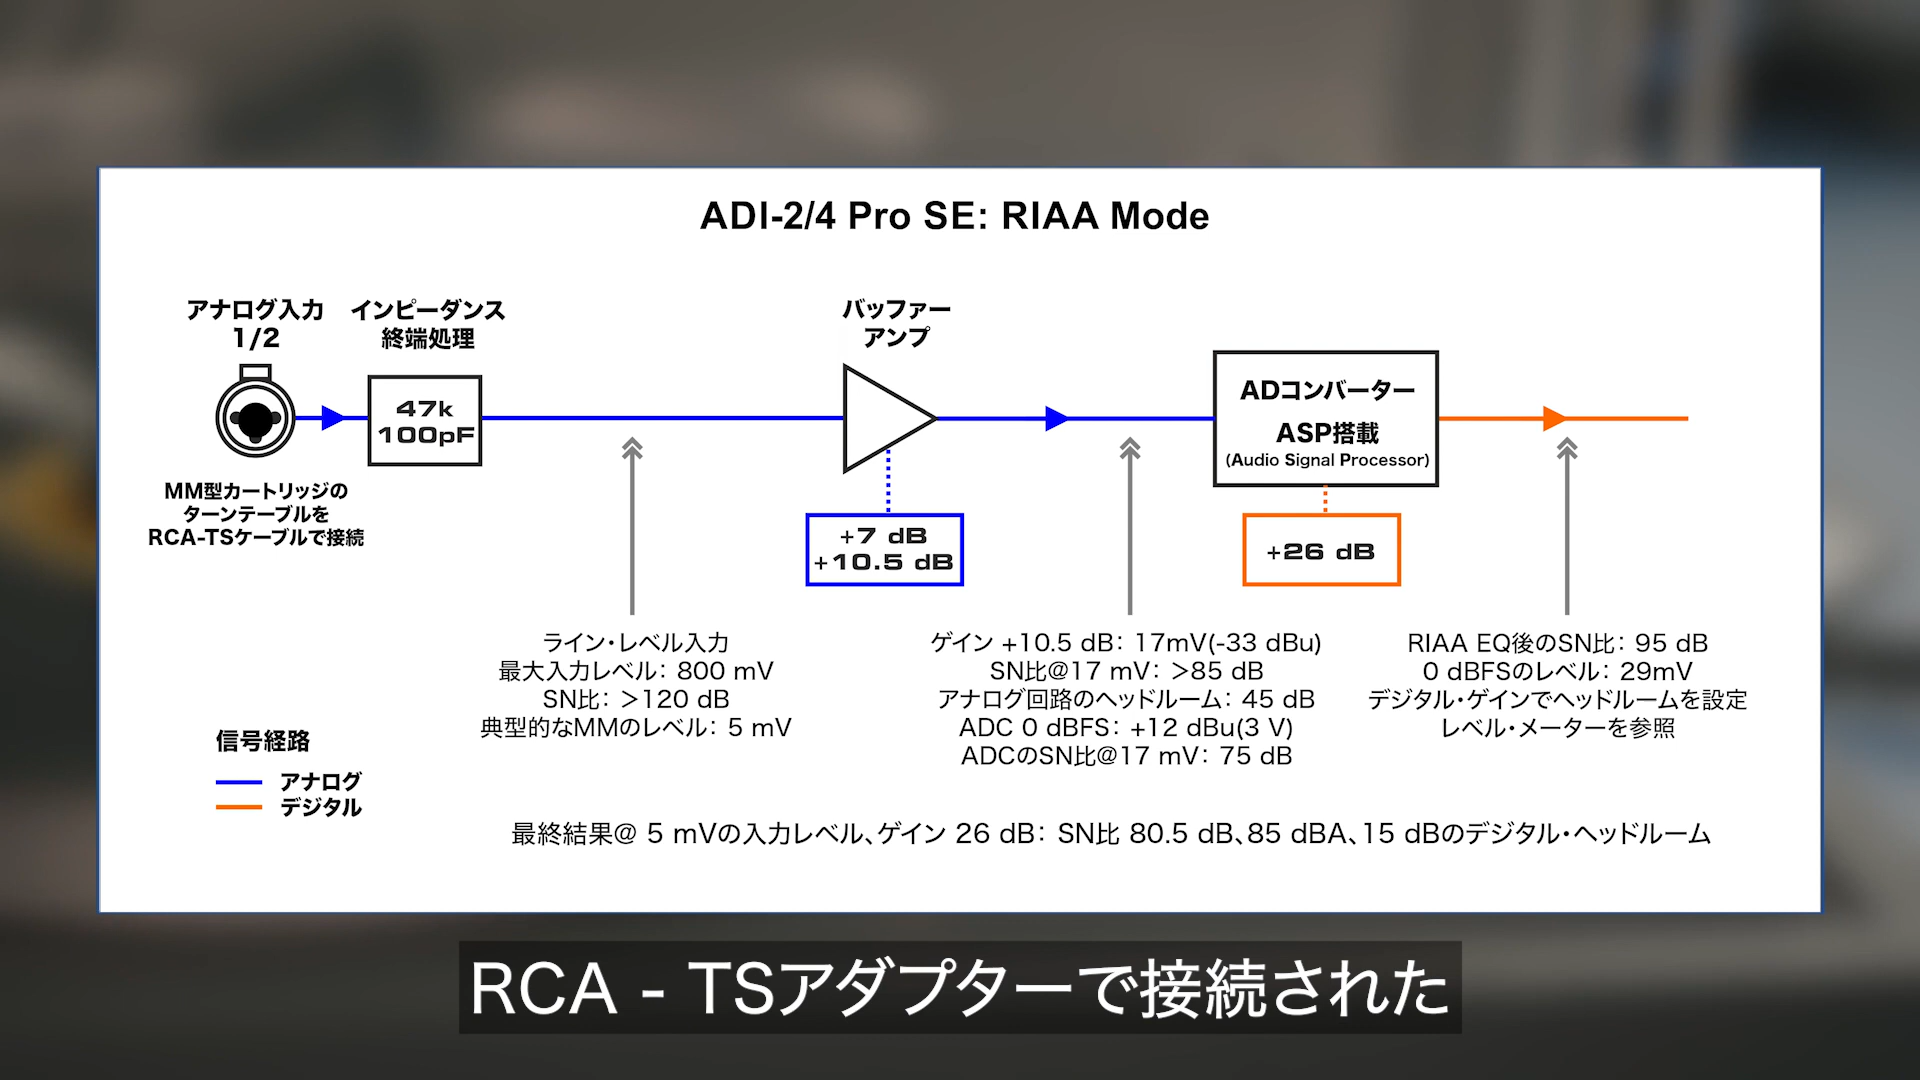 ADI-2/4 Pro SE: RIAA Mode
アナログ入力
1/2
インピーダンス
終端処理
47k
100pF
MM型カートリッジの
ターンテーブルを
RCA-TSケーブルで接続
バッファー
アンプ
+7 dB
+10.5 dB
ADコンバーター
ASP搭載
(Audio Signal Processor)
+26 dB
ライン・レベル入力
最大入力レベル： 800 mV
SN比： >120 dB
典型的なMMのレベル： 5 mV
ゲイン +10.5 dB： 17mV(-33 dBu)
SN比@17 mV： >85 dB
アナログ回路のヘッドルーム： 45 dB
ADC 0 dBFS： +12 dBu(3 V)
ADCのSN比@17 mV： 75 dB
RIAA EQ後のSN比： 95 dB
0 dBFSのレベル： 29mV
デジタル・ゲインでヘッドルームを設定
レベル・メーターを参照
信号経路
アナログ
デジタル
最終結果@ 5 mVの入力レベル、ゲイン 26 dB： SN比 80.5 dB、85 dBA、15 dBのデジタル・ヘッドルーム
RCA - TSアダプターで接続された